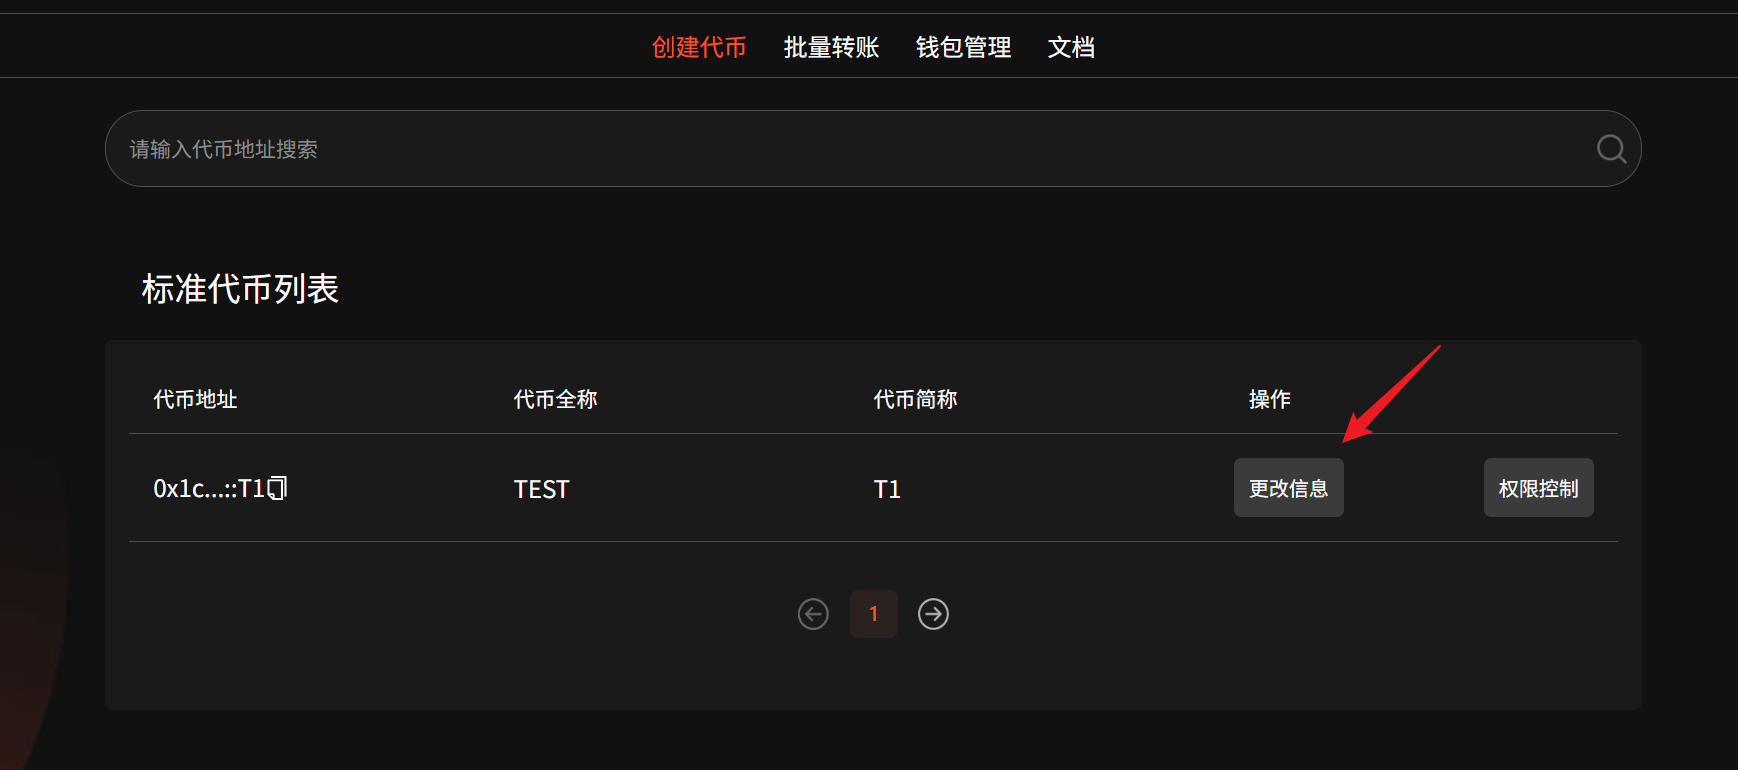 创建代币 批量转账 钱包管理 文档
请输入代币地址搜索
标准代币列表
代币地址 代币全称 代币简称 操作
0x1c...::T1 TEST T1 更改信息 权限控制
1